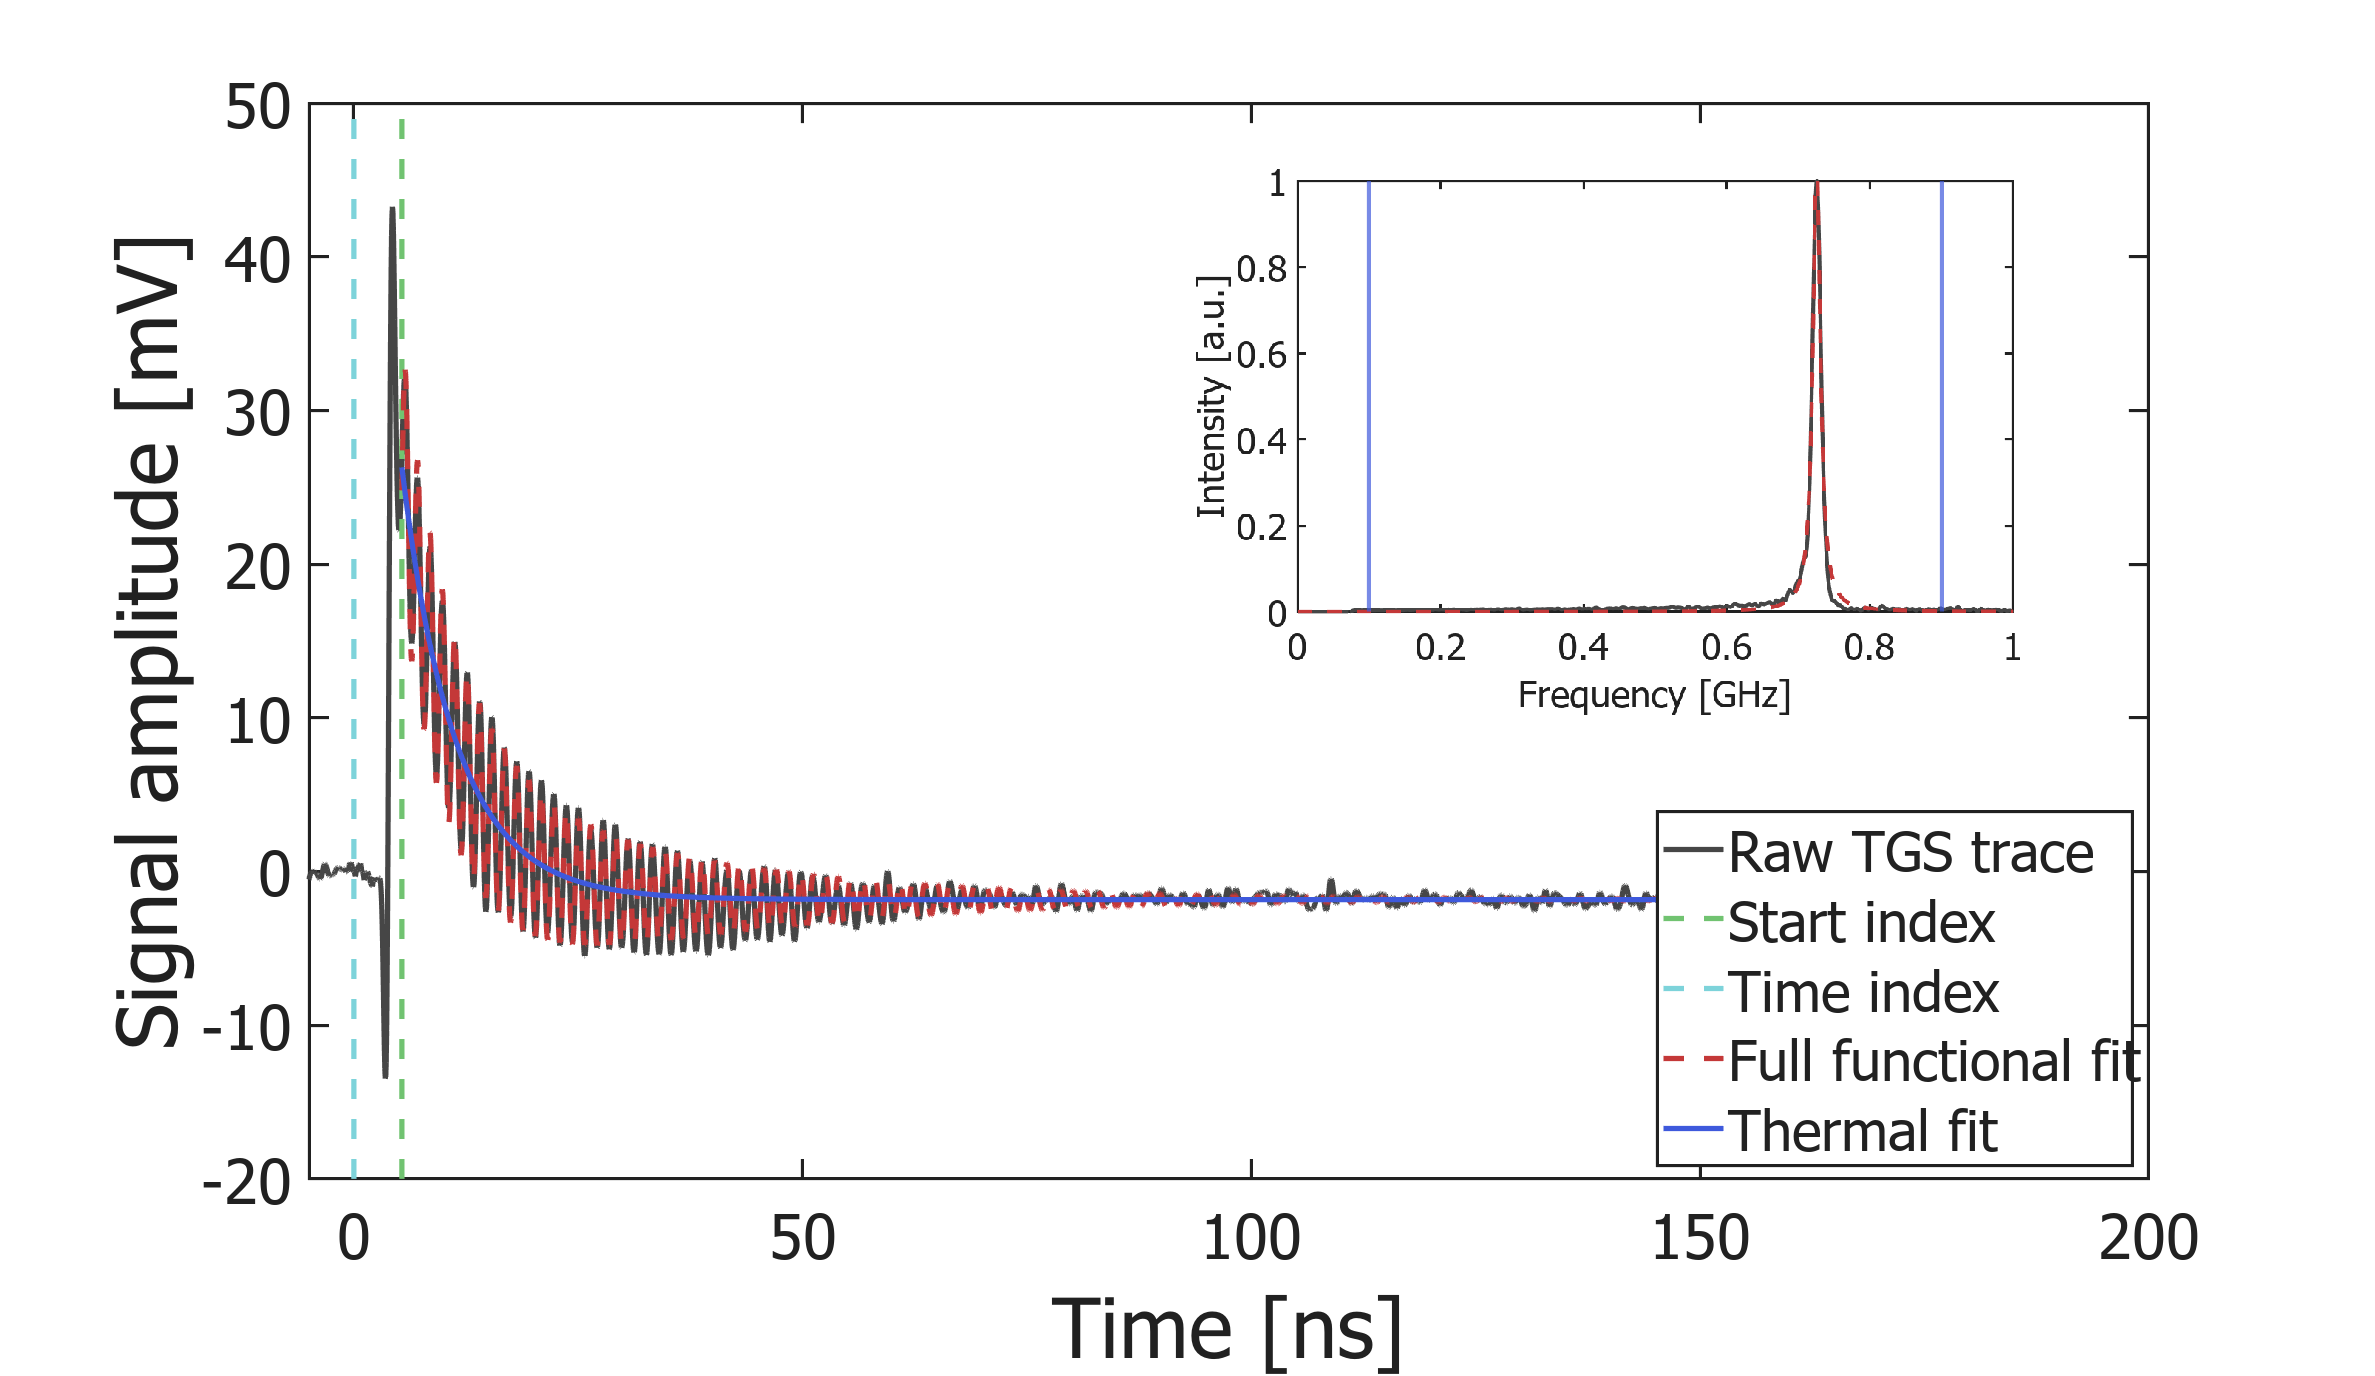 Signal amplitude [mV]
50
40
30
20
10
0
-10
-20
0 50 100 150 200
Time [ns]
Intensity [a.u.]
1
0.8
0.6
0.4
0.2
0
0 0.2 0.4 0.6 0.8 1
Frequency [GHz]
Raw TGS trace
Start index
Time index
Full functional fit
Thermal fit